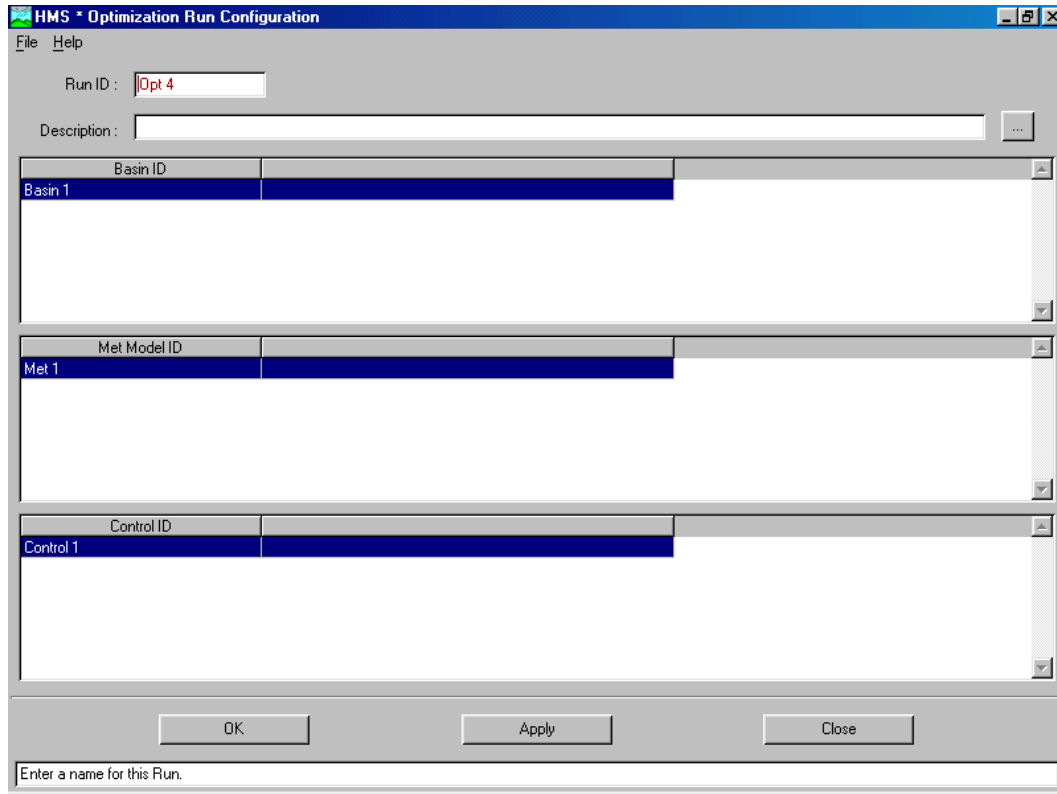 HMS * Optimization Run Configuration
File Help
Run ID : Opt 4
Description : ...
Basin ID
Basin 1
Met Model ID
Met 1
Control ID
Control 1
OK Apply Close
Enter a name for this Run.